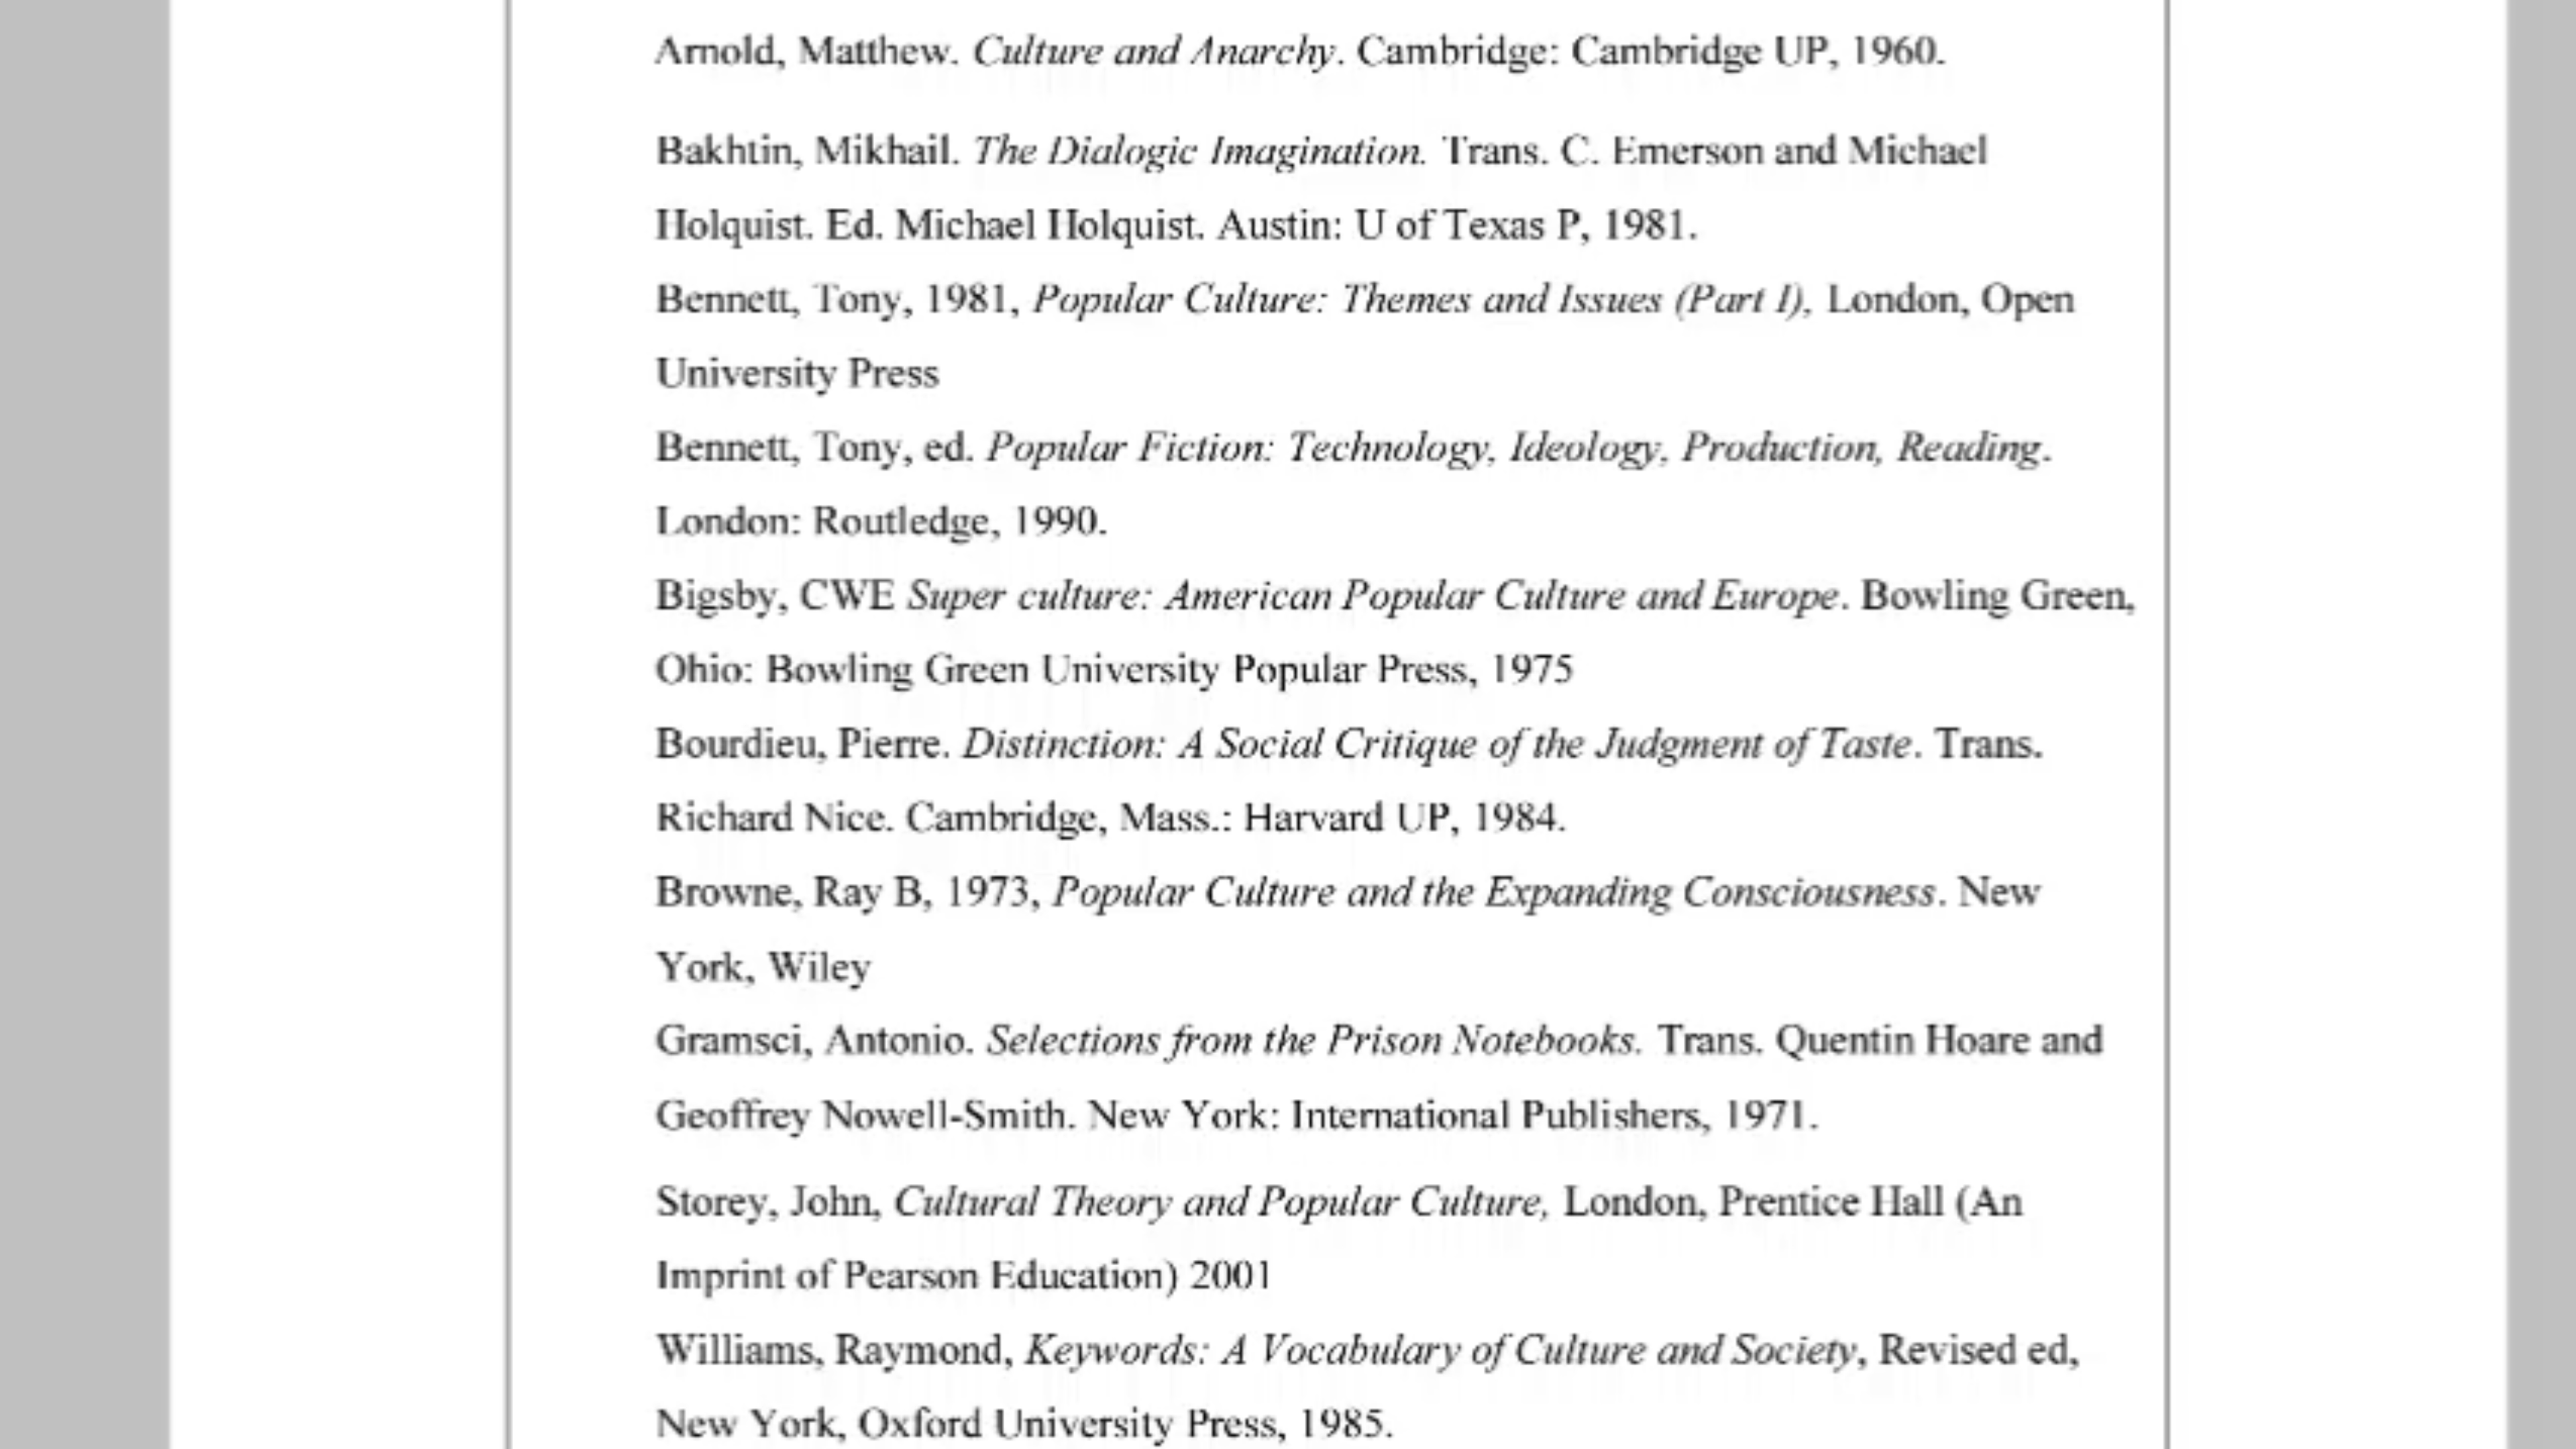 Arnold, Matthew. Culture and Anarchy. Cambridge: Cambridge UP, 1960.
Bakhtin, Mikhail. The Dialogic Imagination. Trans. C. Emerson and Michael
Holquist. Ed. Michael Holquist. Austin: U of Texas P, 1981.
Bennett, Tony, 1981, Popular Culture: Themes and Issues (Part I), London, Open
University Press
Bennett, Tony, ed. Popular Fiction: Technology, Ideology, Production, Reading.
London: Routledge, 1990.
Bigsby, CWE Super culture: American Popular Culture and Europe. Bowling Green,
Ohio: Bowling Green University Popular Press, 1975
Bourdieu, Pierre. Distinction: A Social Critique of the Judgment of Taste. Trans.
Richard Nice. Cambridge, Mass.: Harvard UP, 1984.
Browne, Ray B, 1973, Popular Culture and the Expanding Consciousness. New
York, Wiley
Gramsci, Antonio. Selections from the Prison Notebooks. Trans. Quentin Hoare and
Geoffrey Nowell-Smith. New York: International Publishers, 1971.
Storey, John, Cultural Theory and Popular Culture, London, Prentice Hall (An
Imprint of Pearson Education) 2001
Williams, Raymond, Keywords: A Vocabulary of Culture and Society, Revised ed,
New York, Oxford University Press, 1985.